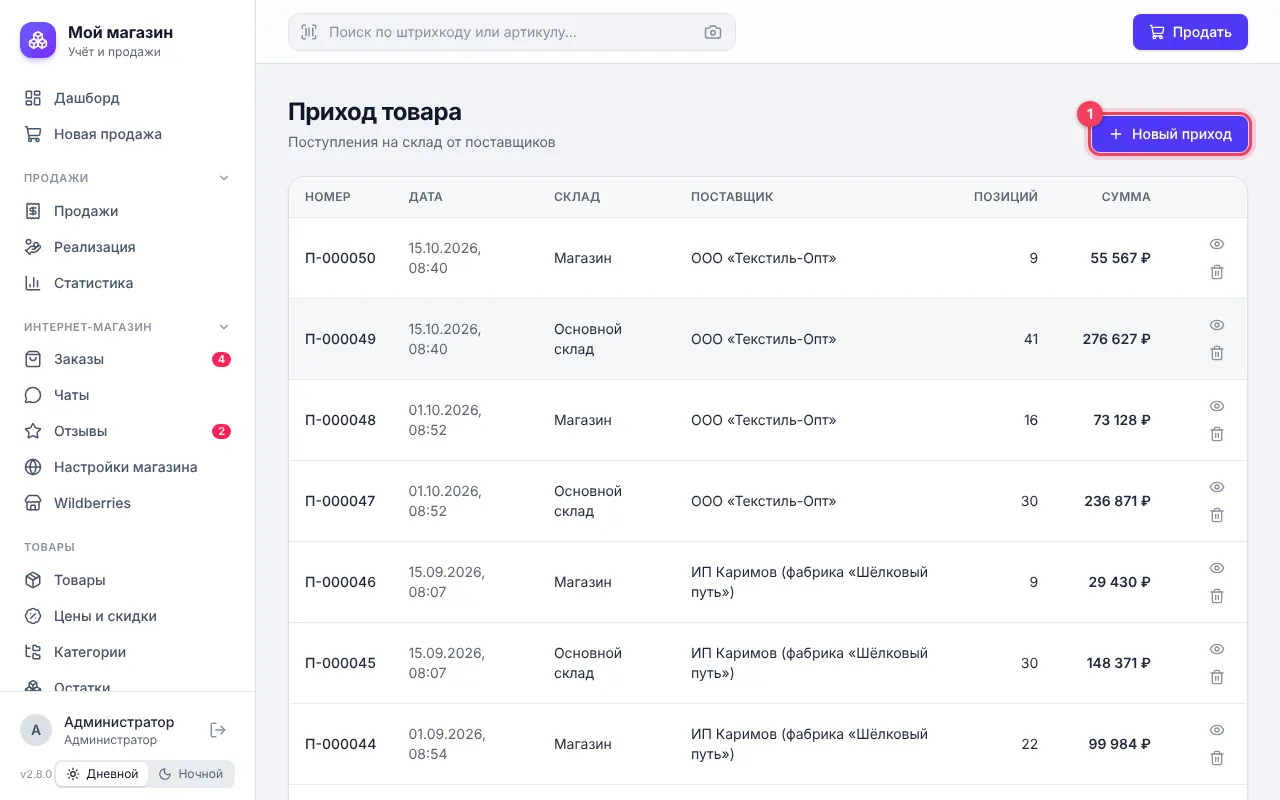 Мой магазин
Учёт и продажи
Поиск по штрихкоду или артикулу...
Продать
Дашборд
Новая продажа
ПРОДАЖИ
Продажи
Реализация
Статистика
ИНТЕРНЕТ-МАГАЗИН
Заказы 4
Чаты
Отзывы 2
Настройки магазина
Wildberries
ТОВАРЫ
Товары
Цены и скидки
Категории
Остатки
А Администратор
Администратор
v2.8.0 Дневной Ночной
Приход товара
Поступления на склад от поставщиков
1
+ Новый приход
НОМЕР ДАТА СКЛАД ПОСТАВЩИК ПОЗИЦИЙ СУММА
П-000050 15.10.2026, 08:40 Магазин ООО «Текстиль-Опт» 9 55 567 ₽
П-000049 15.10.2026, 08:40 Основной склад ООО «Текстиль-Опт» 41 276 627 ₽
П-000048 01.10.2026, 08:52 Магазин ООО «Текстиль-Опт» 16 73 128 ₽
П-000047 01.10.2026, 08:52 Основной склад ООО «Текстиль-Опт» 30 236 871 ₽
П-000046 15.09.2026, 08:07 Магазин ИП Каримов (фабрика «Шёлковый путь») 9 29 430 ₽
П-000045 15.09.2026, 08:07 Основной склад ИП Каримов (фабрика «Шёлковый путь») 30 148 371 ₽
П-000044 01.09.2026, 08:54 Магазин ИП Каримов (фабрика «Шёлковый путь») 22 99 984 ₽